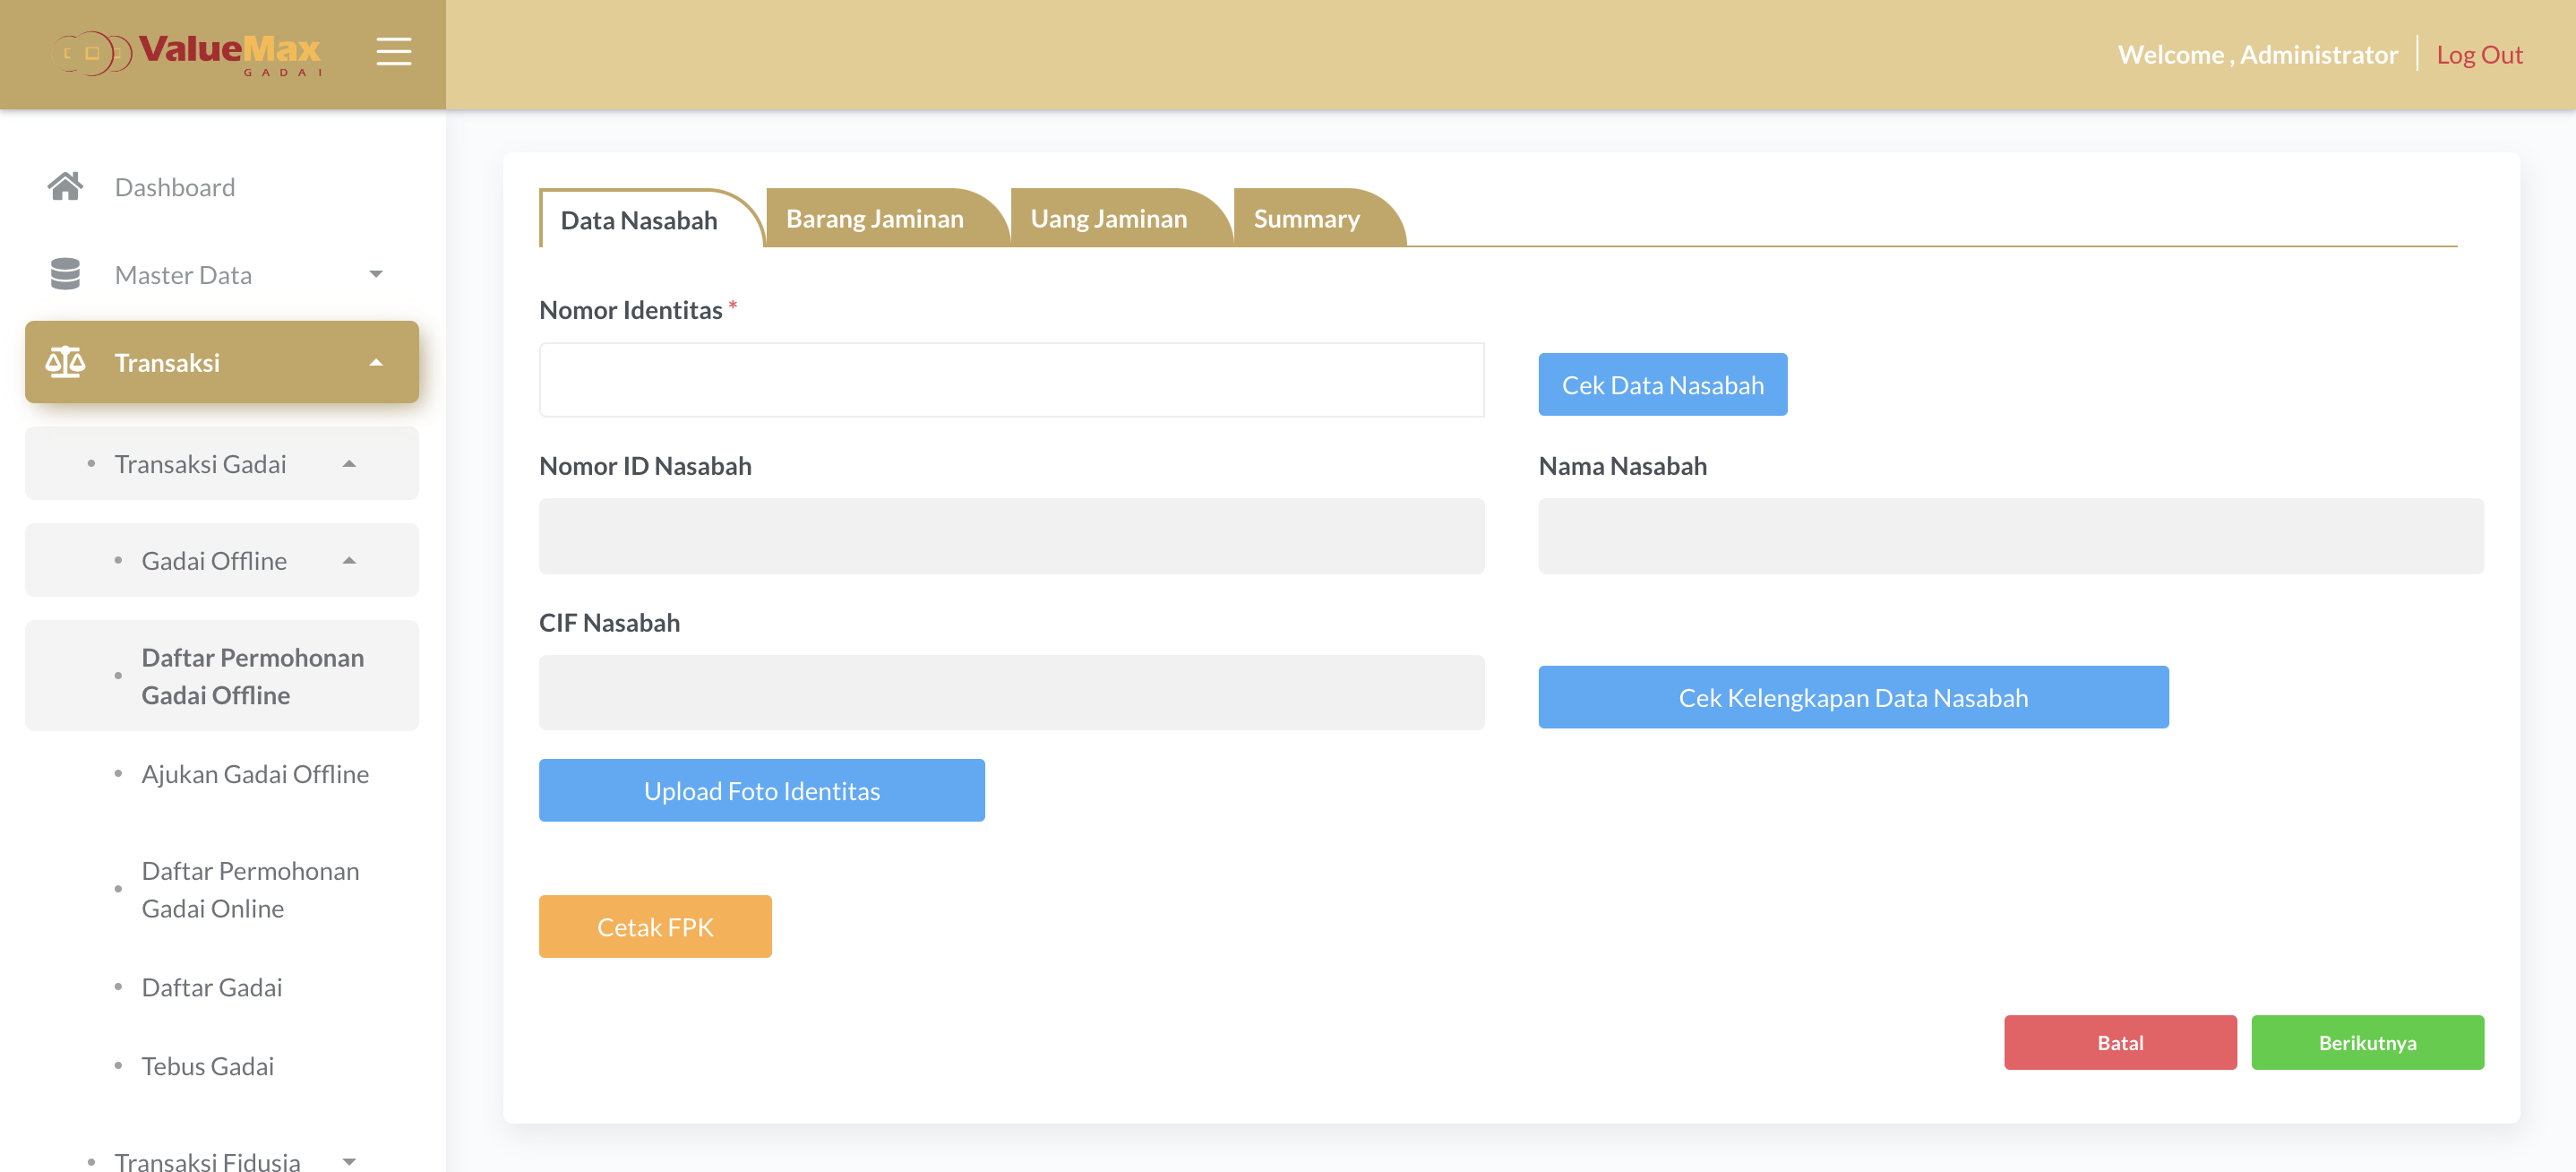 ValueMax
GADAI
Welcome , Administrator
Log Out
Dashboard
Master Data
Transaksi
Transaksi Gadai
Gadai Offline
Daftar Permohonan
Gadai Offline
Ajukan Gadai Offline
Daftar Permohonan
Gadai Online
Daftar Gadai
Tebus Gadai
Transaksi Fidusia
Data Nasabah
Barang Jaminan
Uang Jaminan
Summary
Nomor Identitas *
Cek Data Nasabah
Nomor ID Nasabah
Nama Nasabah
CIF Nasabah
Cek Kelengkapan Data Nasabah
Upload Foto Identitas
Cetak FPK
Batal
Berikutnya